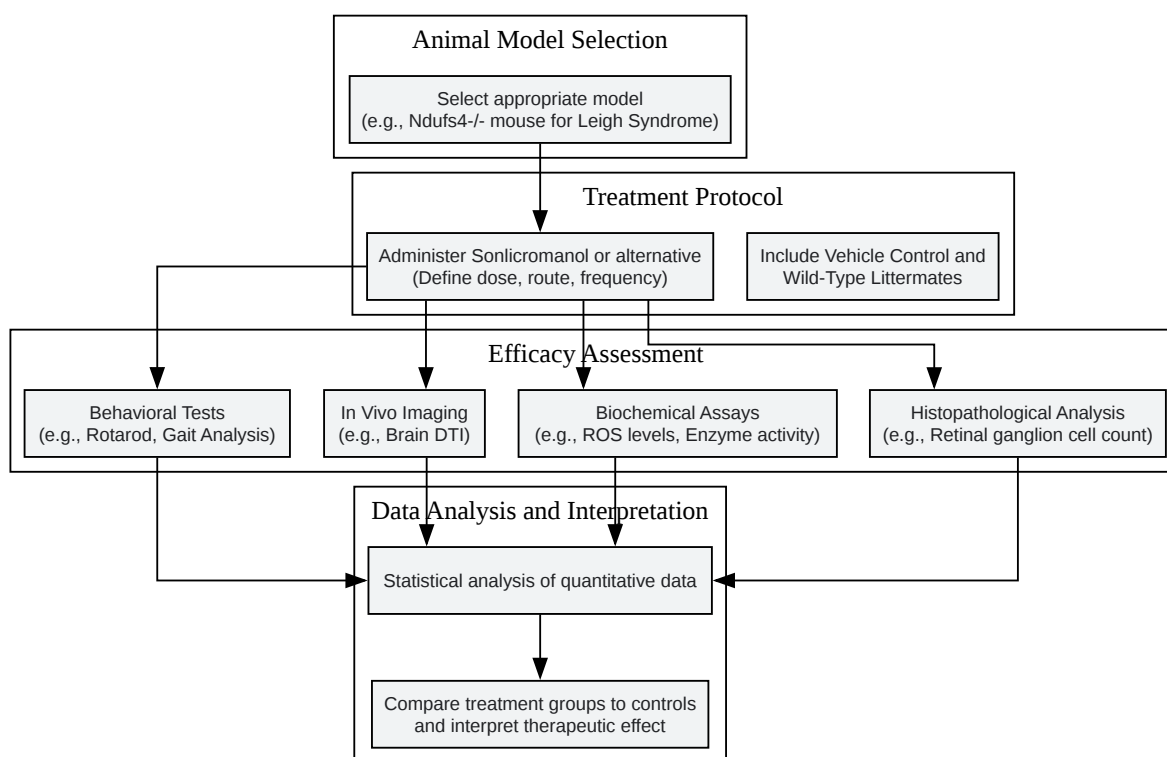 Animal Model Selection
Select appropriate model
(e.g., Ndufs4-/- mouse for Leigh Syndrome)
Treatment Protocol
Administer Sonlicromanol or alternative
(Define dose, route, frequency)
Include Vehicle Control and
Wild-Type Littermates
Efficacy Assessment
Behavioral Tests
(e.g., Rotarod, Gait Analysis)
In Vivo Imaging
(e.g., Brain DTI)
Biochemical Assays
(e.g., ROS levels, Enzyme activity)
Histopathological Analysis
(e.g., Retinal ganglion cell count)
Data Analysis and Interpretation
Statistical analysis of quantitative data
Compare treatment groups to controls
and interpret therapeutic effect